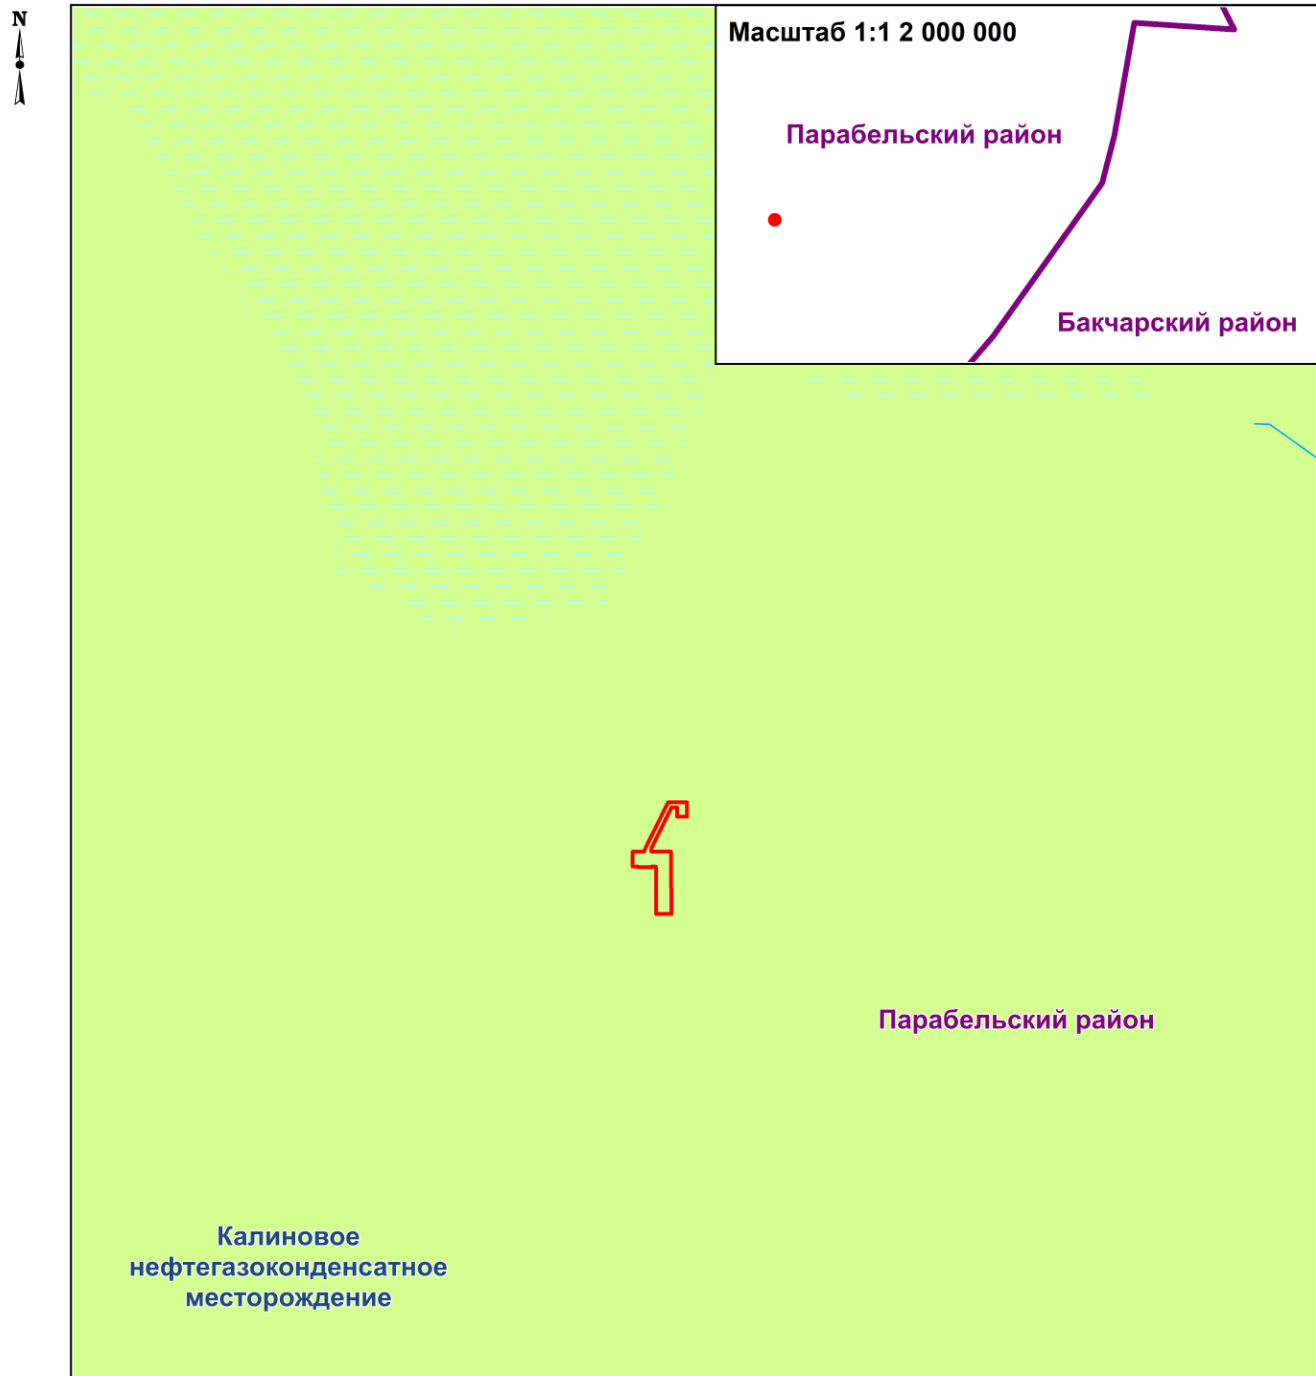 N
Масштаб 1:1 2 000 000
Парабельский район
Бакчарский район
Парабельский район
Калиновое
нефтегазоконденсатное
месторождение